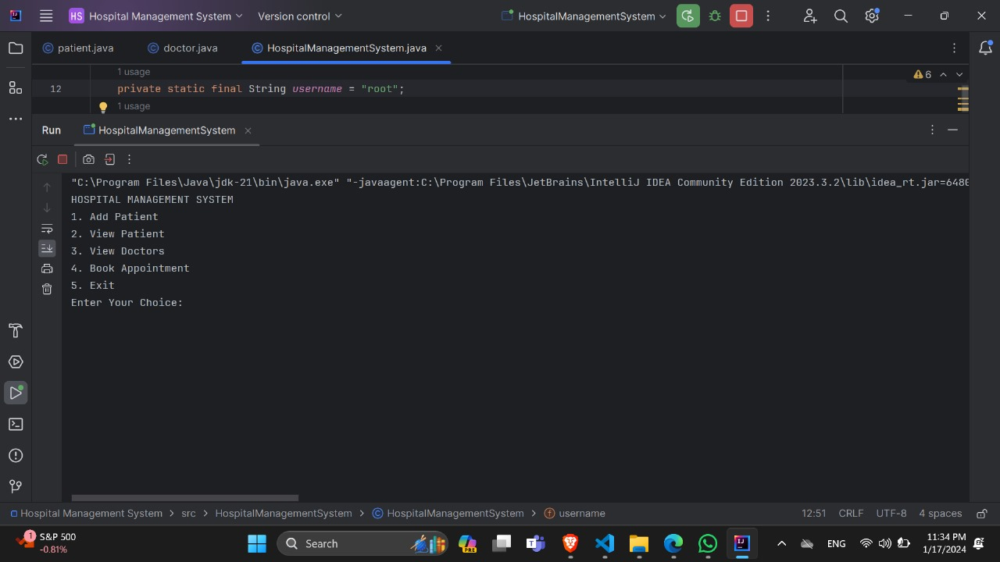 HS Hospital Management System Version control HospitalManagementSystem
patient.java doctor.java HospitalManagementSystem.java
1 usage
6
12 private static final String username = "root";
1 usage
Run HospitalManagementSystem
"C:\Program Files\Java\jdk-21\bin\java.exe" "-javaagent:C:\Program Files\JetBrains\IntelliJ IDEA Community Edition 2023.3.2\lib\idea_rt.jar=6480
HOSPITAL MANAGEMENT SYSTEM
1. Add Patient
2. View Patient
3. View Doctors
4. Book Appointment
5. Exit
Enter Your Choice:
Hospital Management System > src > HospitalManagementSystem > HospitalManagementSystem > username 12:51 CRLF UTF-8 4 spaces
1 S&P 500
-0.81%
Search
PRE
ENG
11:34 PM
1/17/2024